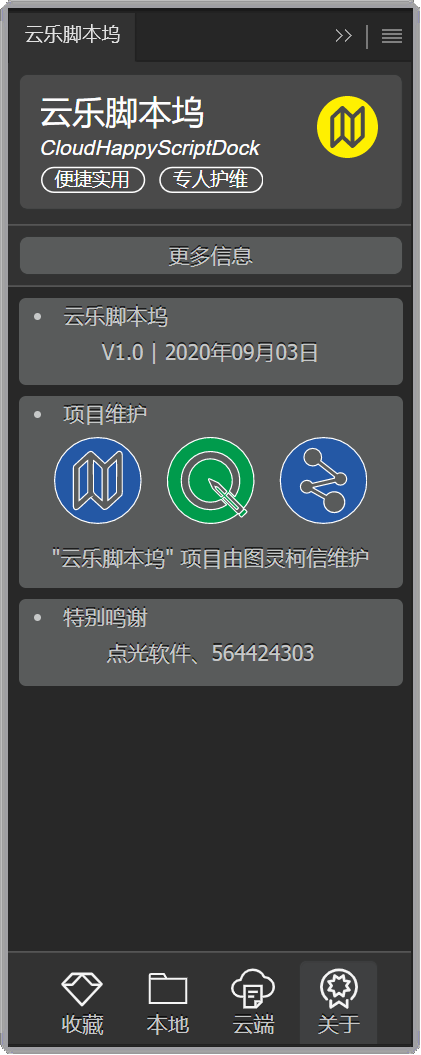 云乐脚本坞
云乐脚本坞
CloudHappyScriptDock
便捷实用 专人护维
更多信息
云乐脚本坞
V1.0 | 2020年09月03日
项目维护
"云乐脚本坞" 项目由图灵柯信维护
特别鸣谢
点光软件、564424303
收藏 本地 云端 关于